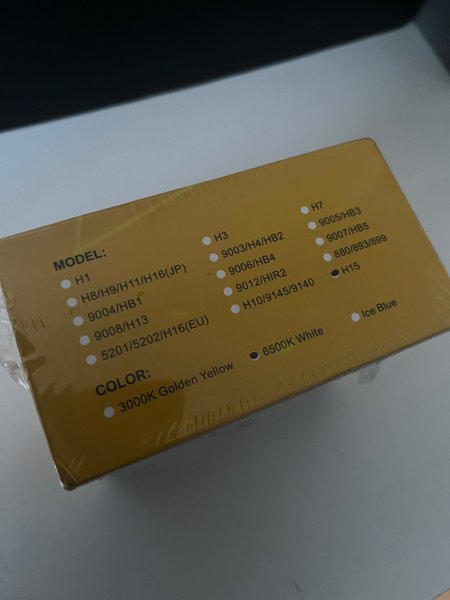 MODEL:
H1
H8/H9/H11/H16(JP)
9004/HB1
9008/H13
5201/5202/H16(EU)
H3
9003/H4/HB2
9006/HB4
9012/HIR2
H10/9145/9140
H7
9005/HB3
9007/HB5
880/893/899
H15
COLOR:
3000K Golden Yellow
6500K White
Ice Blue